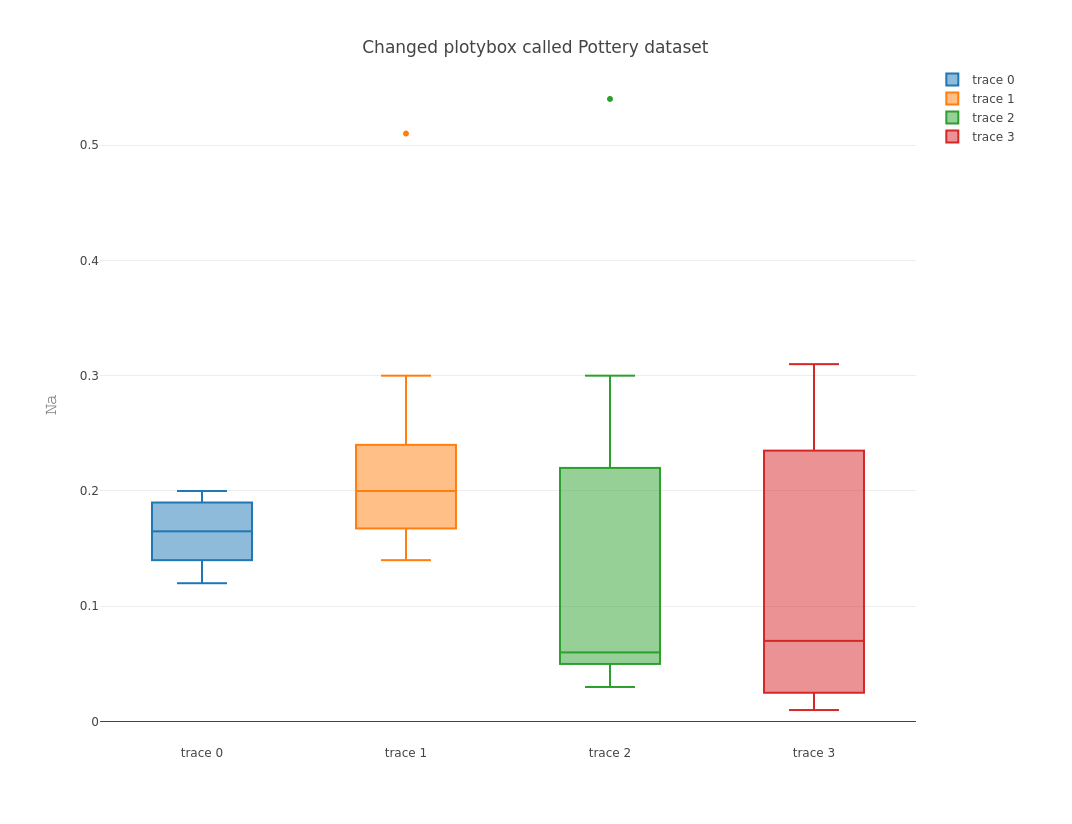 Changed plotybox called Pottery dataset
trace 0
trace 1
trace 2
trace 3
0.5
0.4
0.3
0.2
0.1
0
Na
trace 0
trace 1
trace 2
trace 3